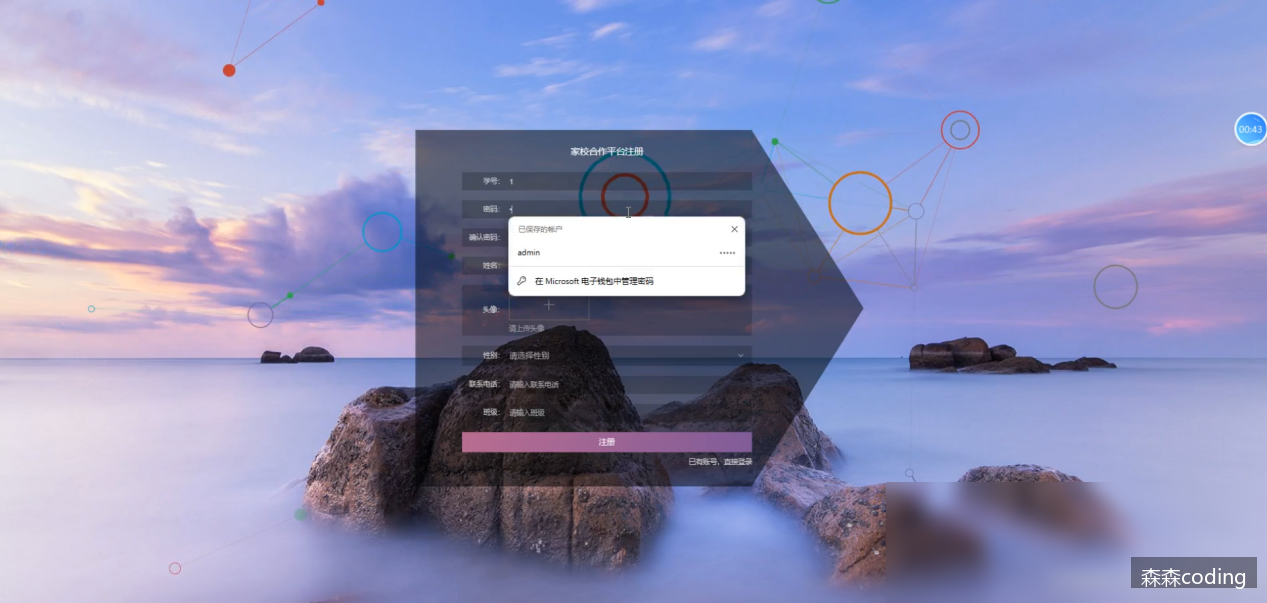 00:43
家校合作平台注册
学号: 1
密码:
已保存的帐户
admin
在 Microsoft 电子钱包中管理密码
确认密码:
姓名:
头像:
请上传头像
性别: 请选择性别
联系电话: 请输入联系电话
班级: 请输入班级
注册
已有账号，直接登录
森森coding